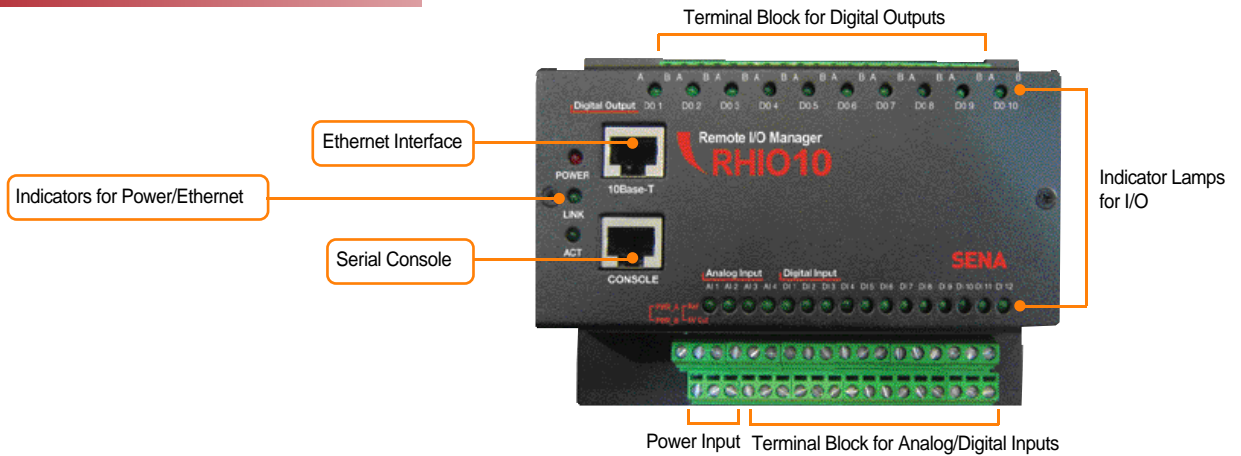 Terminal Block for Digital Outputs
A B A B A B A B A B A B A B A B A B A B
Digital Output DO 1 DO 2 DO 3 DO 4 DO 5 DO 6 DO 7 DO 8 DO 9 DO 10
Ethernet Interface
Remote I/O Manager
RHIO10
POWER
10Base-T
Indicators for Power/Ethernet
LINK
Indicator Lamps
for I/O
Serial Console
ACT
CONSOLE
SENA
Analog Input Digital Input
AI 1 AI 2 AI 3 AI 4 DI 1 DI 2 DI 3 DI 4 DI 5 DI 6 DI 7 DI 8 DI 9 DI 10 DI 11 DI 12
Power Input
Terminal Block for Analog/Digital Inputs